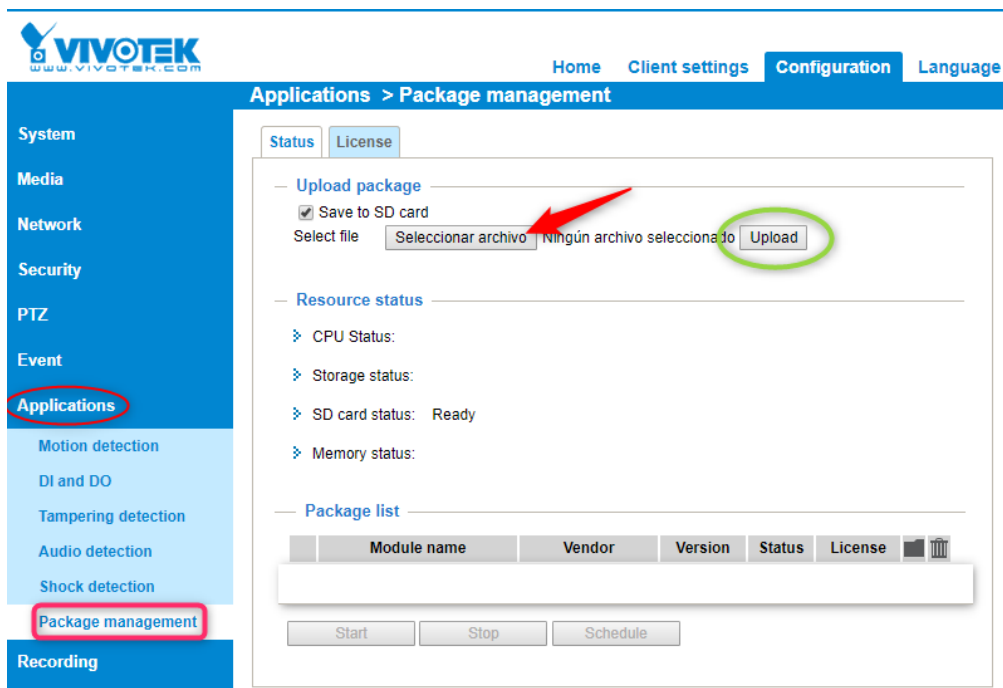 VIVOTEK
www.vivotek.com
Home Client settings Configuration Language
Applications > Package management
System
Media
Network
Security
PTZ
Event
Applications
Motion detection
DI and DO
Tampering detection
Audio detection
Shock detection
Package management
Recording
Status License
Upload package
Save to SD card
Select file Seleccionar archivo Ningún archivo seleccionado Upload
Resource status
CPU Status:
Storage status:
SD card status: Ready
Memory status:
Package list
Module name Vendor Version Status License
Start Stop Schedule